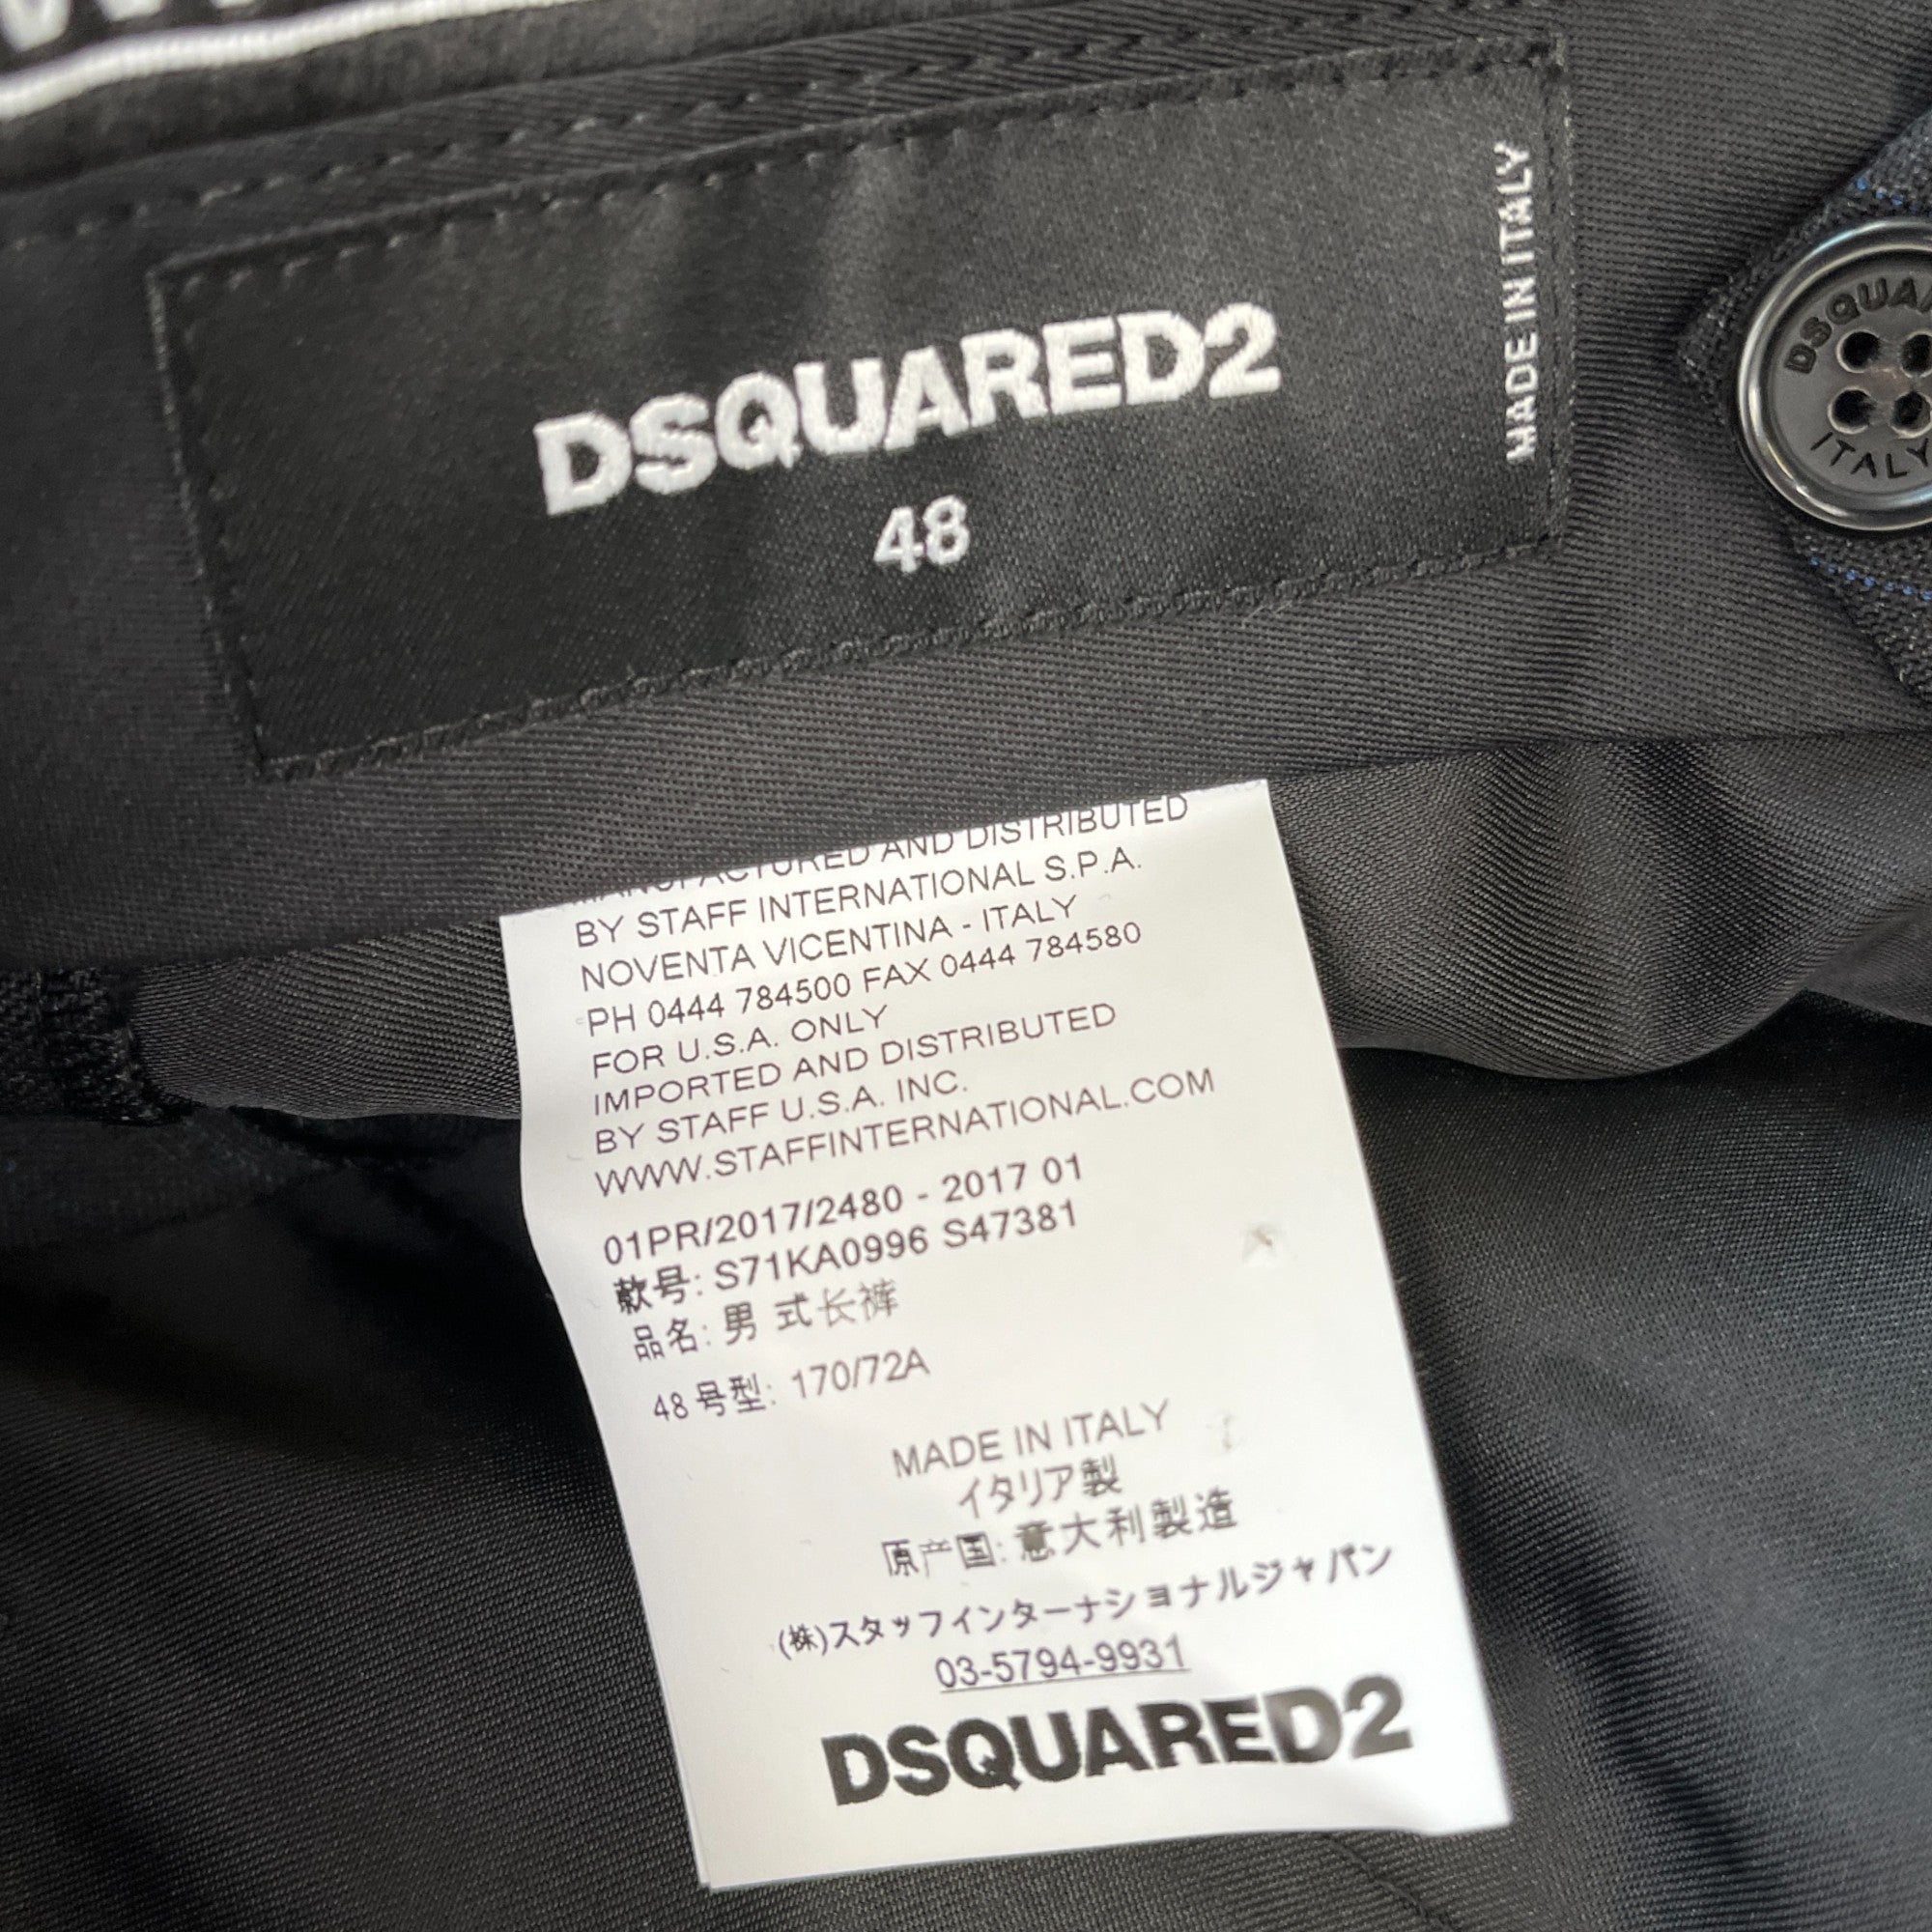 DSQUARED2
48
MADE IN ITALY
ITALY
MANUFACTURED AND DISTRIBUTED
BY STAFF INTERNATIONAL S.P.A.
NOVENTA VICENTINA - ITALY
PH 0444 784500 FAX 0444 784580
FOR U.S.A. ONLY
IMPORTED AND DISTRIBUTED
BY STAFF U.S.A. INC.
WWW.STAFFINTERNATIONAL.COM
01PR/2017/2480 - 2017 01
款号: S71KA0996 S47381
品名: 男 式长裤
48 号型: 170/72A
MADE IN ITALY
イタリア製
原产国: 意大利製造
(株)スタッフインターナショナルジャパン
03-5794-9931
DSQUARED2